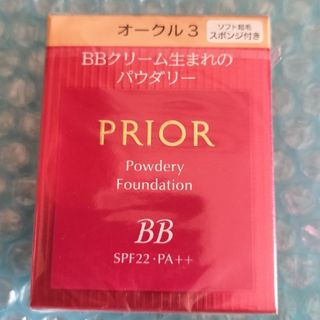 オークル3
ソフト起毛
スポンジ付き
BBクリーム生まれの
パウダリー
PRIOR
Powdery
Foundation
BB
SPF22・PA++